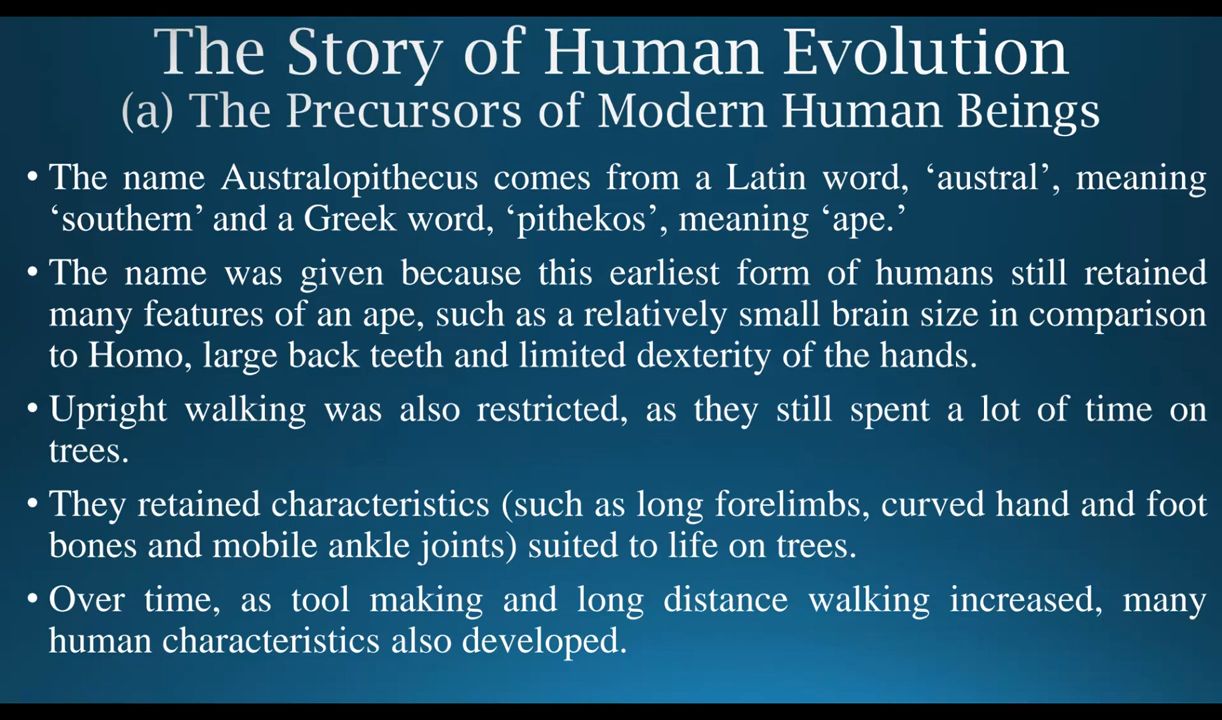 The Story of Human Evolution
(a) The Precursors of Modern Human Beings
• The name Australopithecus comes from a Latin word, ‘austral’, meaning
‘southern’ and a Greek word, ‘pithekos’, meaning ‘ape.’
• The name was given because this earliest form of humans still retained
many features of an ape, such as a relatively small brain size in comparison
to Homo, large back teeth and limited dexterity of the hands.
• Upright walking was also restricted, as they still spent a lot of time on
trees.
• They retained characteristics (such as long forelimbs, curved hand and foot
bones and mobile ankle joints) suited to life on trees.
• Over time, as tool making and long distance walking increased, many
human characteristics also developed.